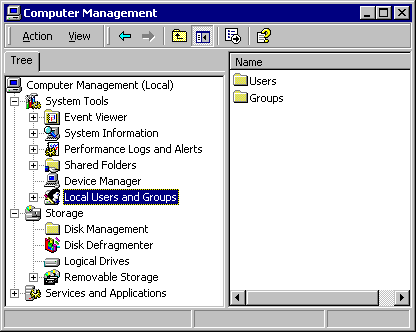 Computer Management
Action View
Tree
Computer Management (Local)
System Tools
Event Viewer
System Information
Performance Logs and Alerts
Shared Folders
Device Manager
Local Users and Groups
Storage
Disk Management
Disk Defragmenter
Logical Drives
Removable Storage
Services and Applications
Name
Users
Groups